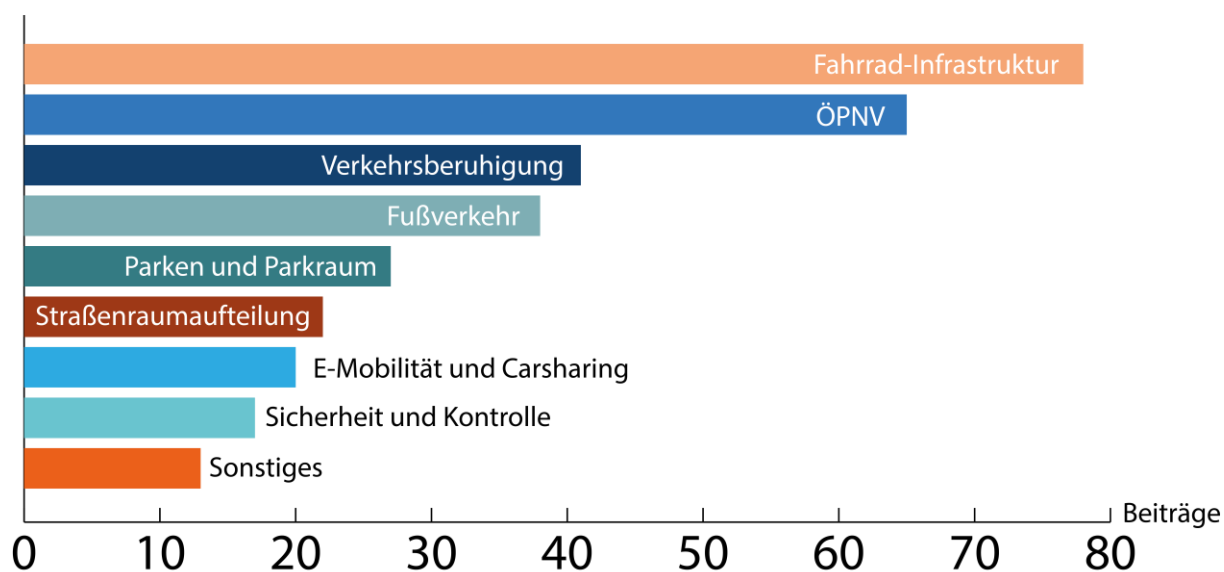 Fahrrad-Infrastruktur
ÖPNV
Verkehrsberuhigung
Fußverkehr
Parken und Parkraum
Straßenraumaufteilung
E-Mobilität und Carsharing
Sicherheit und Kontrolle
Sonstiges
Beiträge
0 10 20 30 40 50 60 70 80